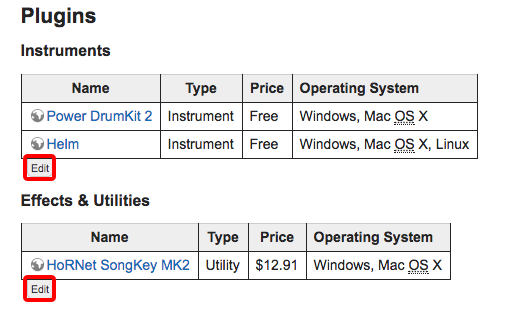 Plugins
Instruments
Name Type Price Operating System
Power DrumKit 2 Instrument Free Windows, Mac OS X
Helm Instrument Free Windows, Mac OS X, Linux
Edit
Effects & Utilities
Name Type Price Operating System
HoRNet SongKey MK2 Utility $12.91 Windows, Mac OS X
Edit